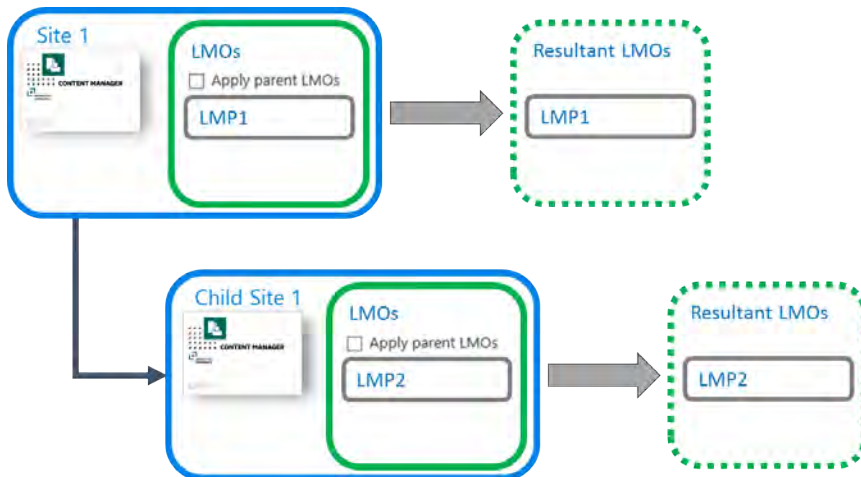 Site 1
CONTENT MANAGER
LMOs
Apply parent LMOs
LMP1
Resultant LMOs
LMP1
Child Site 1
CONTENT MANAGER
LMOs
Apply parent LMOs
LMP2
Resultant LMOs
LMP2